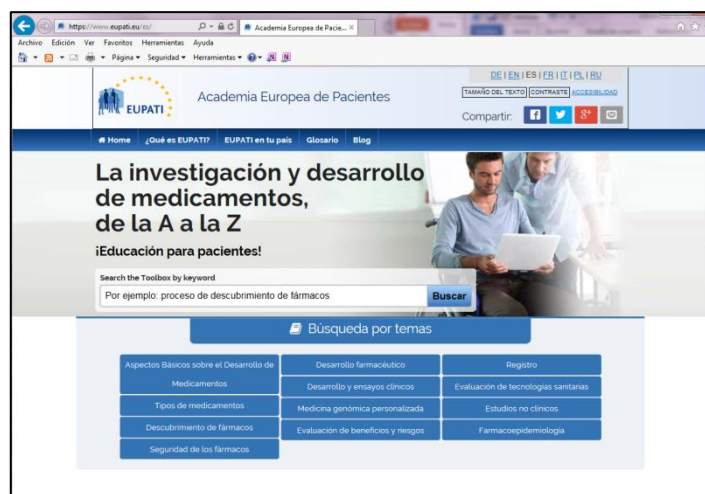 https://www.eupati.eu/es/
Academia Europea de Pacie...
Archivo Edición Ver Favoritos Herramientas Ayuda
Página Seguridad Herramientas
DE | EN | ES | FR | IT | PL | RU
EUPATI
Academia Europea de Pacientes
TAMAÑO DEL TEXTO CONTRASTE ACCESIBILIDAD
Compartir:
Home ¿Qué es EUPATI? EUPATI en tu país Glosario Blog
La investigación y desarrollo
de medicamentos,
de la A a la Z
¡Educación para pacientes!
Search the Toolbox by keyword
Por ejemplo: proceso de descubrimiento de fármacos
Buscar
Búsqueda por temas
Aspectos Básicos sobre el Desarrollo de
Medicamentos
Tipos de medicamentos
Descubrimiento de fármacos
Seguridad de los fármacos
Desarrollo farmacéutico
Desarrollo y ensayos clínicos
Medicina genómica personalizada
Evaluación de beneficios y riesgos
Registro
Evaluación de tecnologías sanitarias
Estudios no clínicos
Farmacoepidemiología